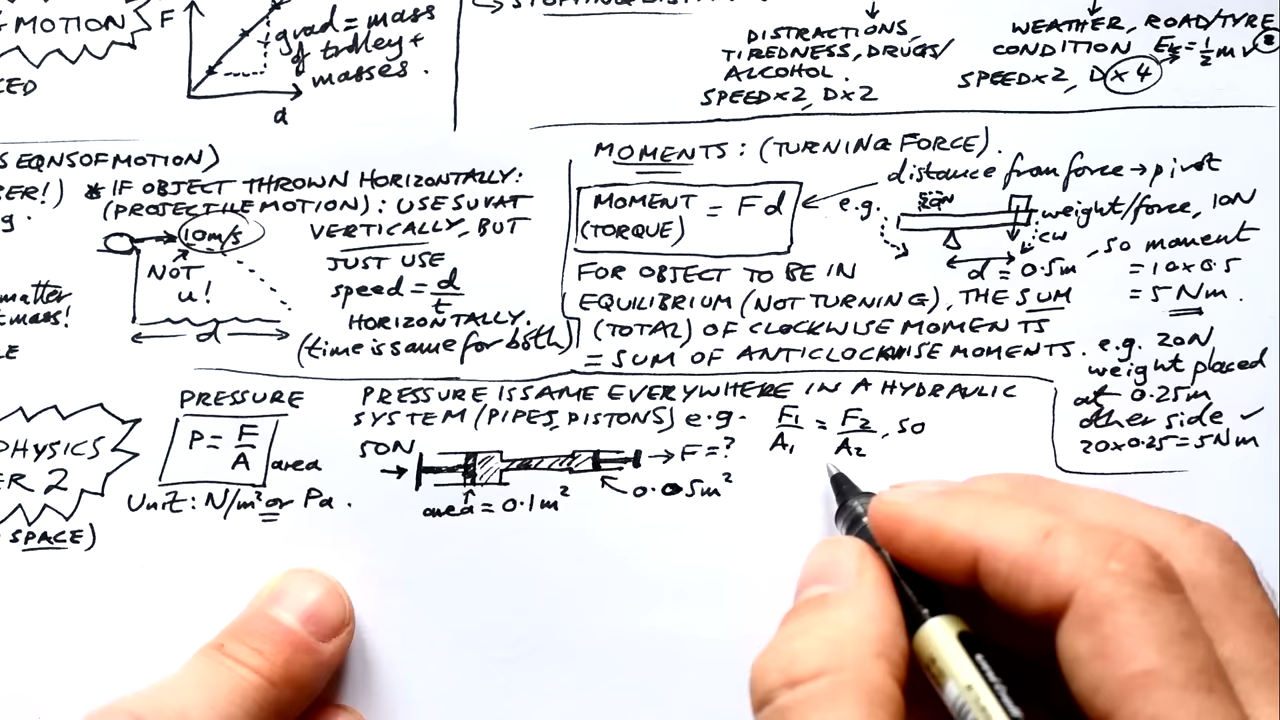 MOTION
F
grad = mass
of trolley +
masses.
a
STOPPING DISTANCE
DISTRACTIONS,
TIREDNESS, DRUGS/
ALCOHOL.
SPEED×2, D×2
WEATHER, ROAD/TYRE
CONDITION Ek = ½mv²
SPEED×2, D×4
EQNS OF MOTION)
* IF OBJECT THROWN HORIZONTALLY:
(PROJECTILE MOTION): USE SUVAT
VERTICALLY, BUT
JUST USE
speed = d/t
HORIZONTALLY.
(time is same for both)
10m/s
NOT
u!
d
matter
mass!
MOMENTS: (TURNING FORCE).
distance from force → pivot
MOMENT = Fd
(TORQUE)
e.g.
20N
weight/force, 10N
CW
d = 0.5m
, so moment
= 10×0.5
= 5Nm.
FOR OBJECT TO BE IN
EQUILIBRIUM (NOT TURNING), THE SUM
(TOTAL) OF CLOCKWISE MOMENTS
= SUM OF ANTICLOCKWISE MOMENTS.
e.g. 20N
weight placed
at 0.25m
other side ✓
20×0.25=5Nm
PHYSICS
ER 2
SPACE)
PRESSURE
P = F/A
area
Unit: N/m² or Pa.
PRESSURE IS SAME EVERYWHERE IN A HYDRAULIC
SYSTEM (PIPES, PISTONS) e.g. F₁/A₁ = F₂/A₂, so
50N
→ F=?
area = 0.1m²
0.05m²